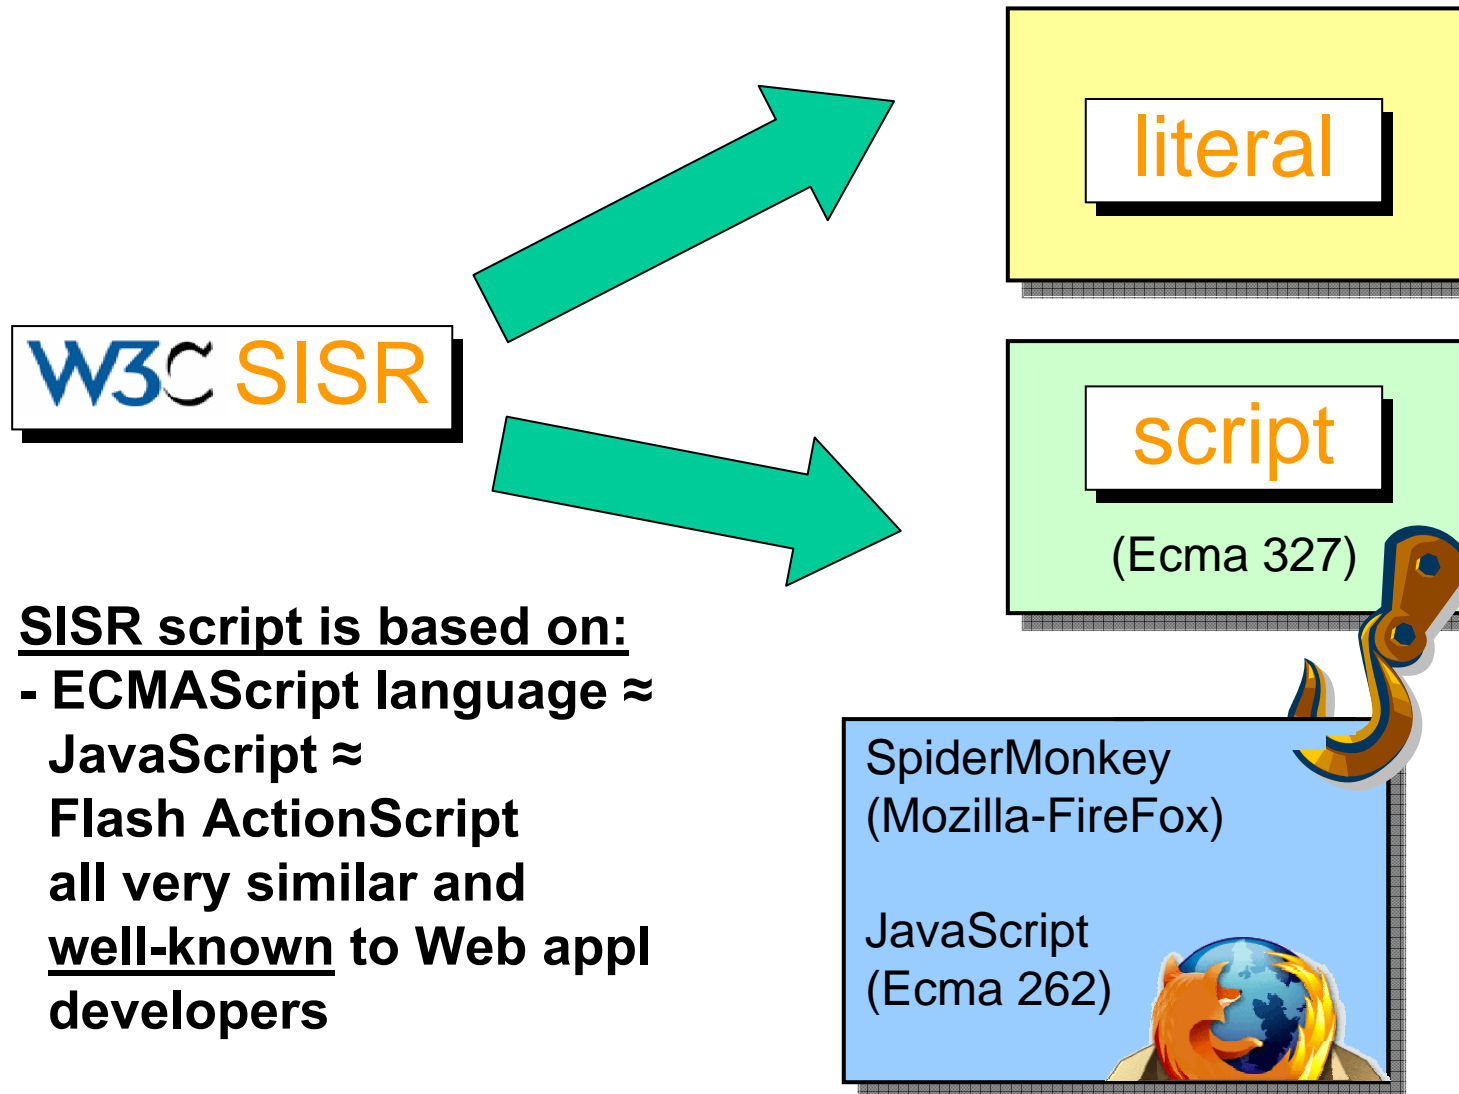 literal
W3C SISR
script
(Ecma 327)
SISR script is based on:
- ECMAScript language ≈
JavaScript ≈
Flash ActionScript
all very similar and
well-known to Web appl
developers
SpiderMonkey
(Mozilla-FireFox)
JavaScript
(Ecma 262)